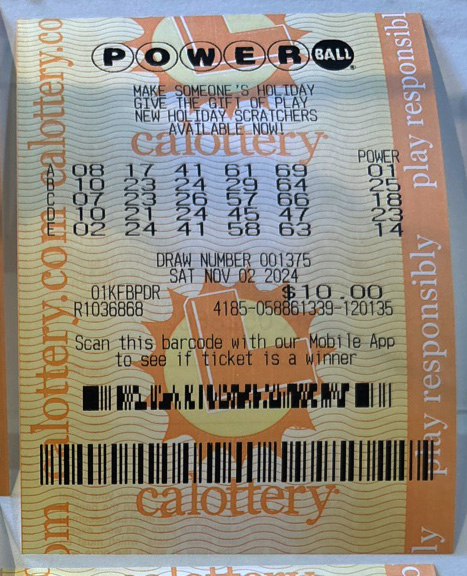 POWERBALL
MAKE SOMEONE'S HOLIDAY
GIVE THE GIFT OF PLAY
NEW HOLIDAY SCRATCHERS
AVAILABLE NOW!
calottery
POWER
A 08 17 41 61 69 01
B 10 23 24 29 64 25
C 07 23 26 57 66 18
D 10 21 24 45 47 23
E 02 24 41 58 63 14
DRAW NUMBER 001375
SAT NOV 02 2024
01KFBPDR $10.00
R1036868 4185-058861339-120135
Scan this barcode with our Mobile App
to see if ticket is a winner
calottery
calottery.com calottery.com
play responsibly play responsibly